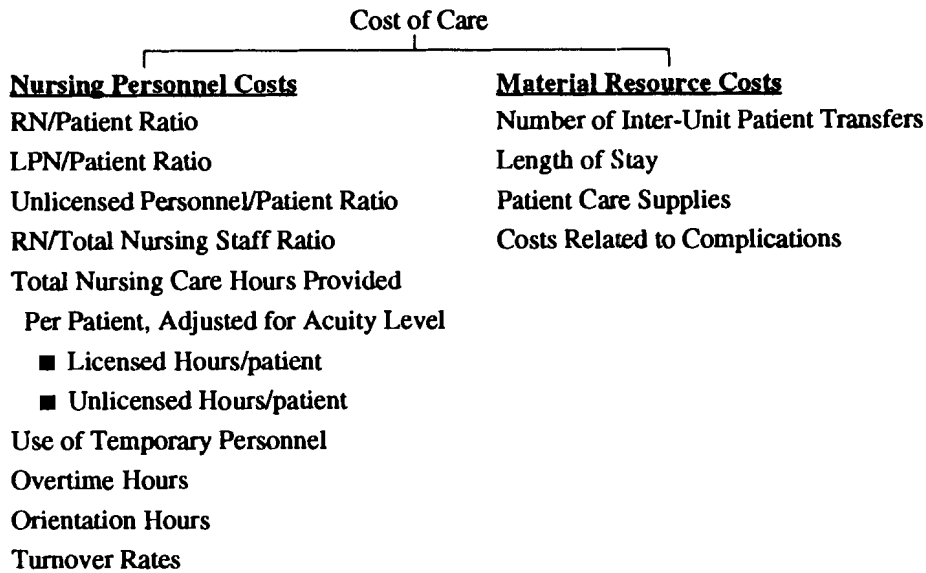 Cost of Care
Nursing Personnel Costs
RN/Patient Ratio
LPN/Patient Ratio
Unlicensed Personnel/Patient Ratio
RN/Total Nursing Staff Ratio
Total Nursing Care Hours Provided
Per Patient, Adjusted for Acuity Level
■ Licensed Hours/patient
■ Unlicensed Hours/patient
Use of Temporary Personnel
Overtime Hours
Orientation Hours
Turnover Rates
Material Resource Costs
Number of Inter-Unit Patient Transfers
Length of Stay
Patient Care Supplies
Costs Related to Complications